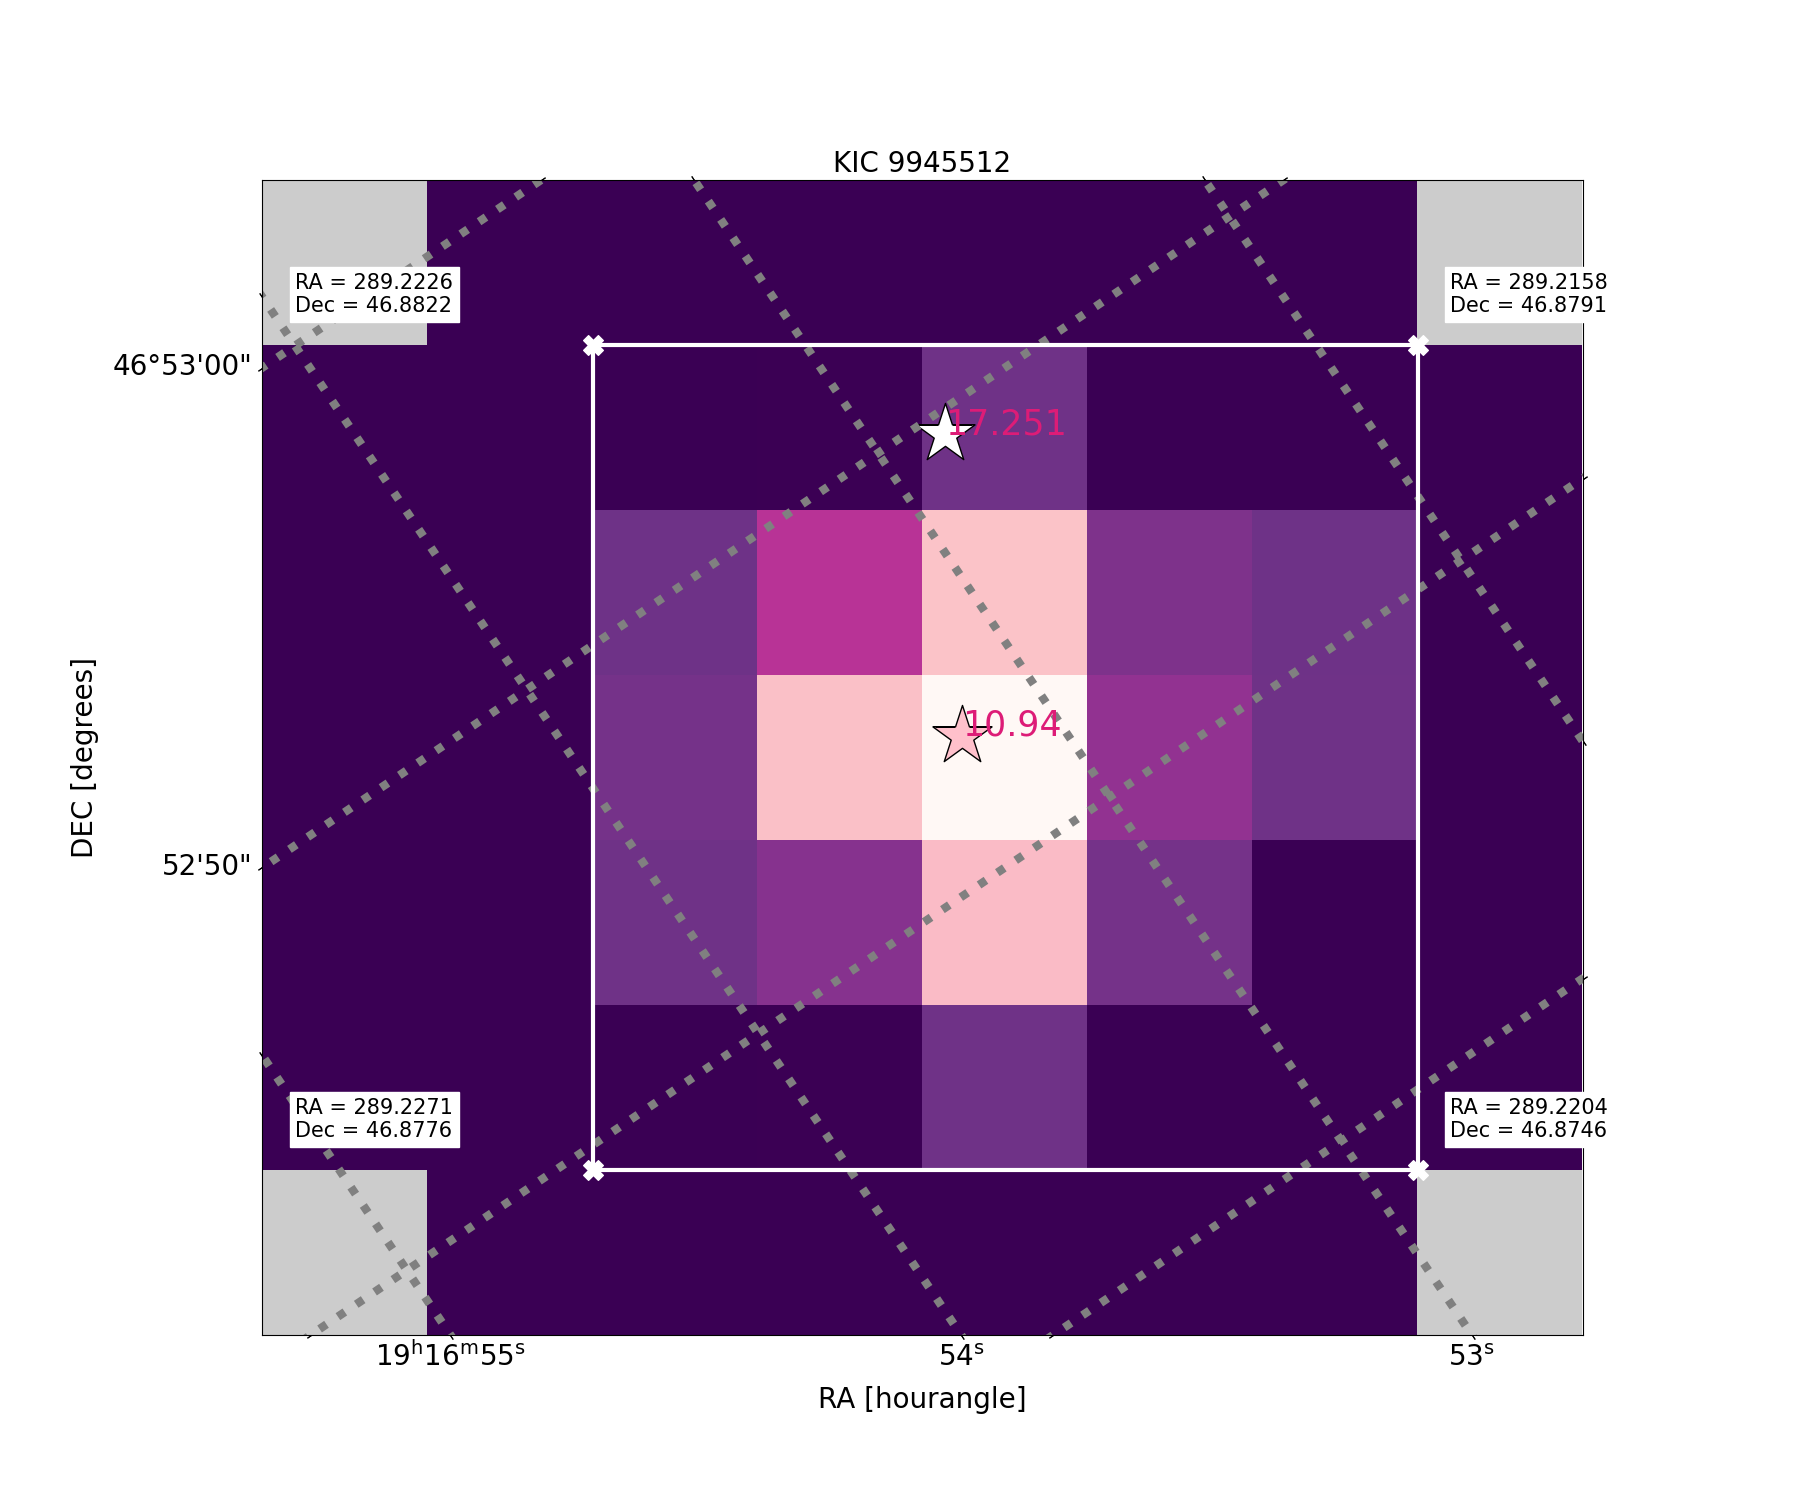 KIC 9945512
RA = 289.2226
Dec = 46.8822
RA = 289.2158
Dec = 46.8791
46°53'00"
17.251
10.94
DEC [degrees]
52'50"
RA = 289.2271
Dec = 46.8776
RA = 289.2204
Dec = 46.8746
19ʰ16ᵐ55ˢ
54ˢ
53ˢ
RA [hourangle]